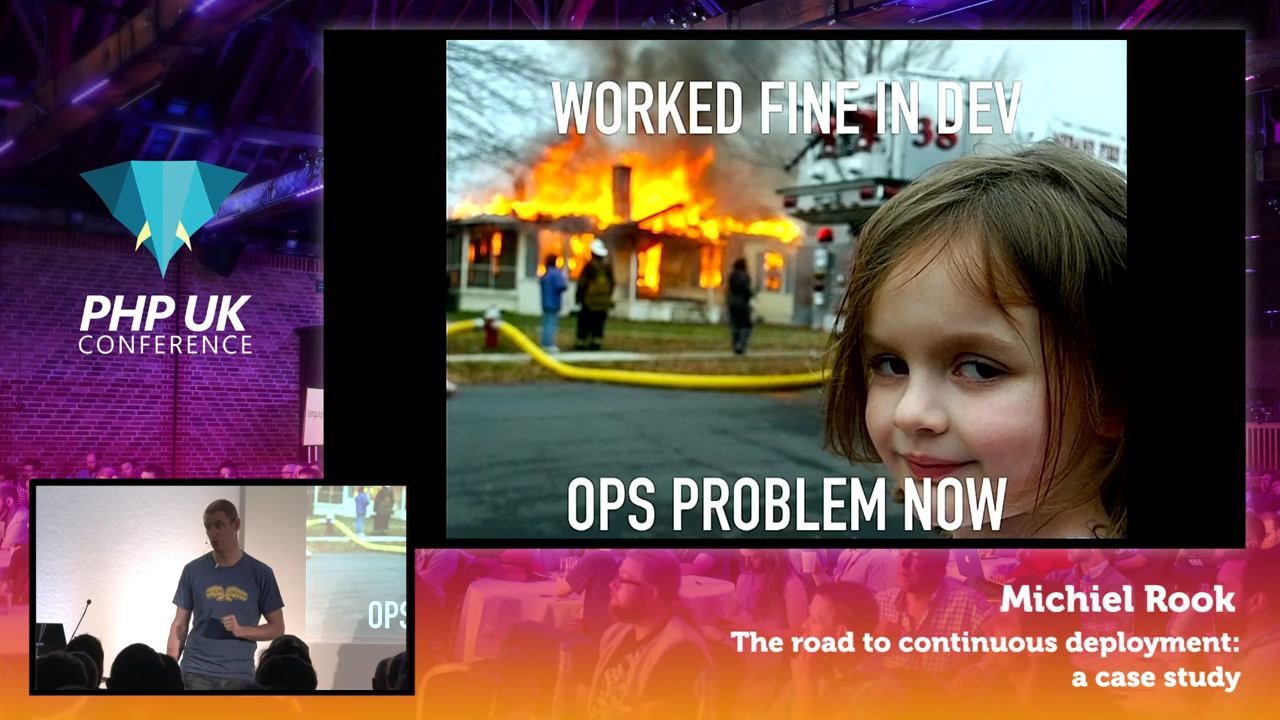 WORKED FINE IN DEV
OPS PROBLEM NOW
PHP UK
CONFERENCE
OPS
Michiel Rook
The road to continuous deployment:
a case study